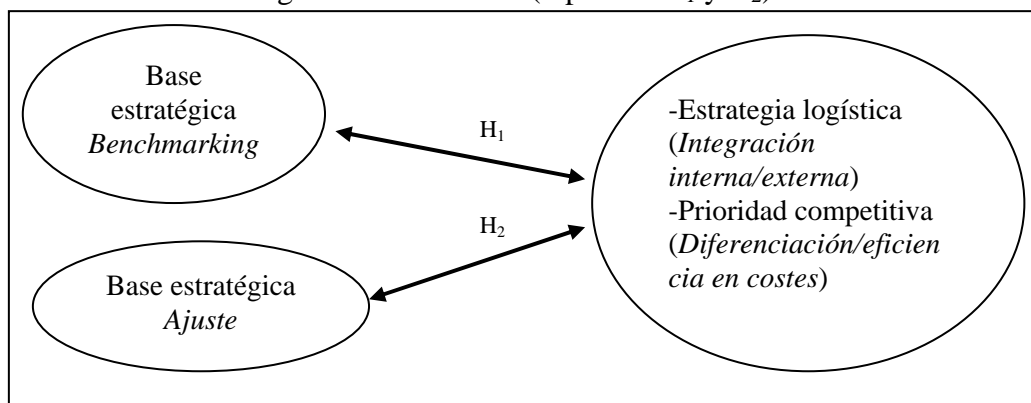 Base
estratégica
Benchmarking
H₁
-Estrategia logística
(Integración
interna/externa)
-Prioridad competitiva
(Diferenciación/eficien
cia en costes)
H₂
Base estratégica
Ajuste